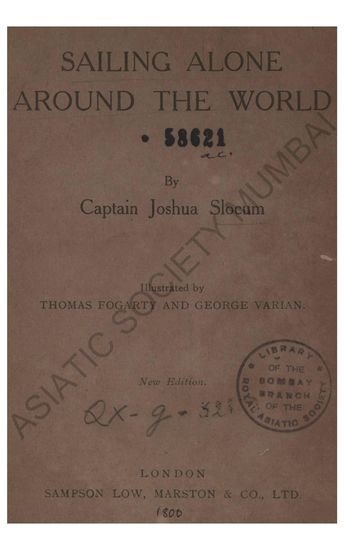 SAILING ALONE
AROUND THE WORLD
• 58621
ac.
By
Captain Joshua Slocum
Illustrated by
THOMAS FOGARTY AND GEORGE VARIAN.
ASIATIC SOCIETY MUMBAI
New Edition.
LIBRARY
OF THE
BOMBAY
BRANCH
OF THE
ROYAL ASIATIC SOCIETY
LONDON
SAMPSON LOW, MARSTON & CO., LTD.
1800